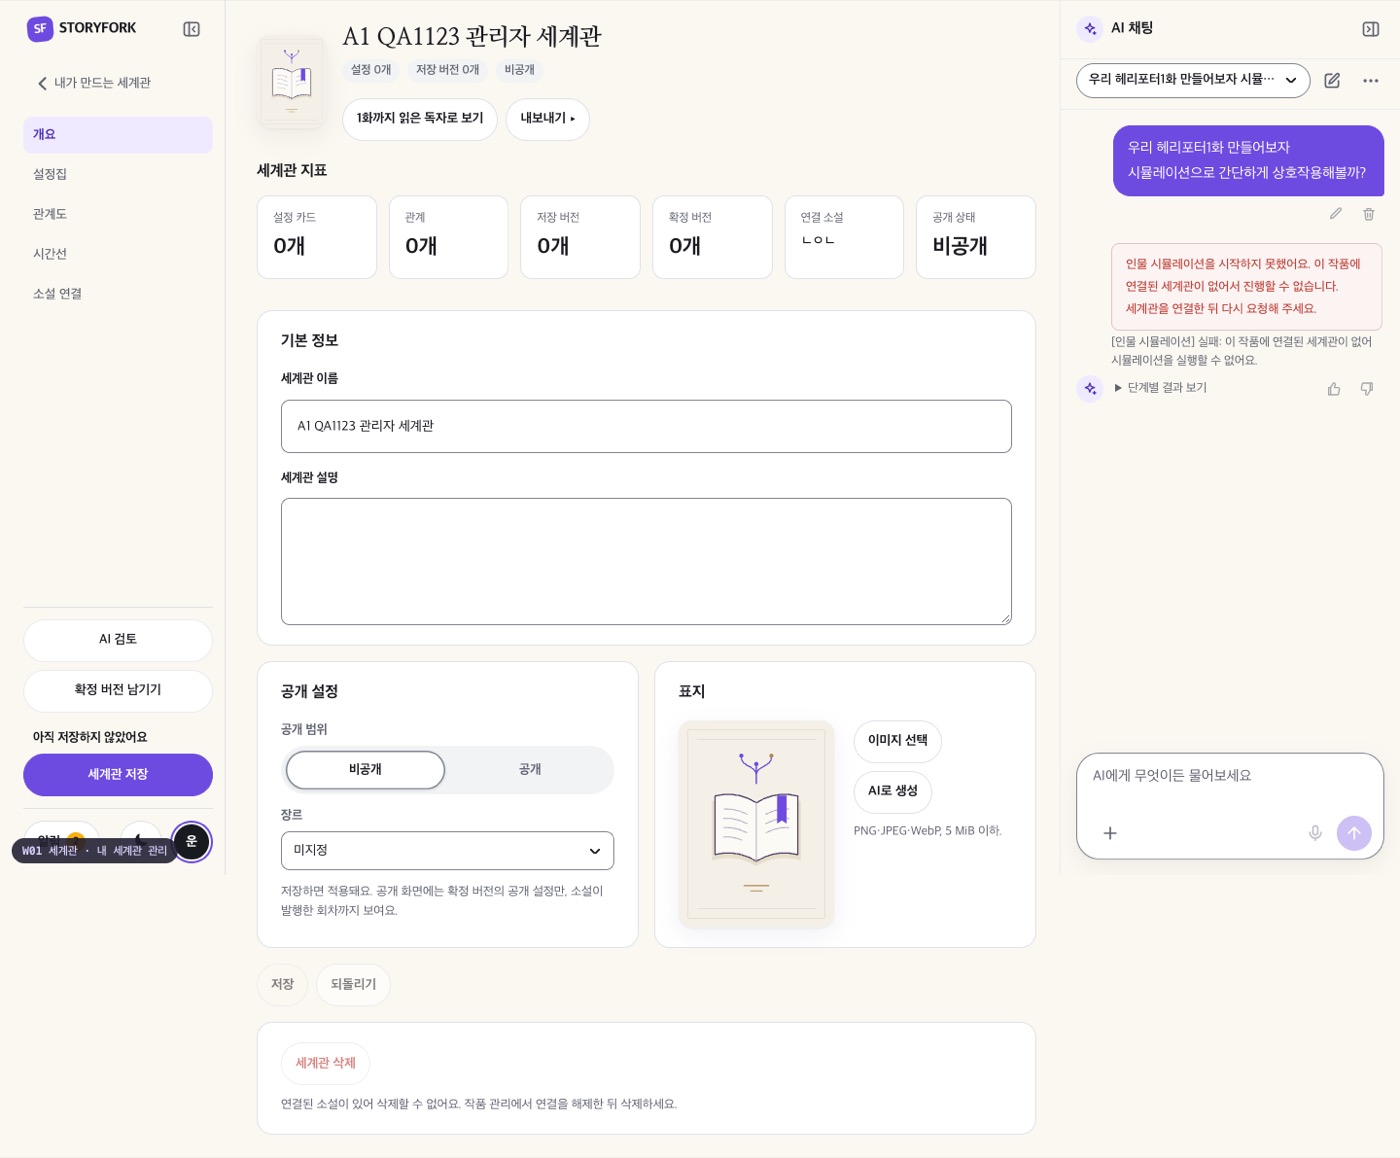 SF STORYFORK
내가 만드는 세계관
개요
설정집
관계도
시간선
소설 연결
AI 검토
확정 버전 남기기
아직 저장하지 않았어요
세계관 저장
운
W01 세계관 · 내 세계관 관리
A1 QA1123 관리자 세계관
설정 0개
저장 버전 0개
비공개
1화까지 읽은 독자로 보기
내보내기 ▸
세계관 지표
설정 카드
0개
관계
0개
저장 버전
0개
확정 버전
0개
연결 소설
ㄴㅇㄴ
공개 상태
비공개
기본 정보
세계관 이름
A1 QA1123 관리자 세계관
세계관 설명
공개 설정
공개 범위
비공개
공개
장르
미지정
저장하면 적용돼요. 공개 화면에는 확정 버전의 공개 설정만, 소설이
발행한 회차까지 보여요.
표지
이미지 선택
AI로 생성
PNG·JPEG·WebP, 5 MiB 이하.
저장
되돌리기
세계관 삭제
연결된 소설이 있어 삭제할 수 없어요. 작품 관리에서 연결을 해제한 뒤 삭제하세요.
AI 채팅
우리 헤리포터1화 만들어보자 시뮬…
우리 헤리포터1화 만들어보자
시뮬레이션으로 간단하게 상호작용해볼까?
인물 시뮬레이션을 시작하지 못했어요. 이 작품에
연결된 세계관이 없어서 진행할 수 없습니다.
세계관을 연결한 뒤 다시 요청해 주세요.
[인물 시뮬레이션] 실패: 이 작품에 연결된 세계관이 없어
시뮬레이션을 실행할 수 없어요.
▶ 단계별 결과 보기
AI에게 무엇이든 물어보세요